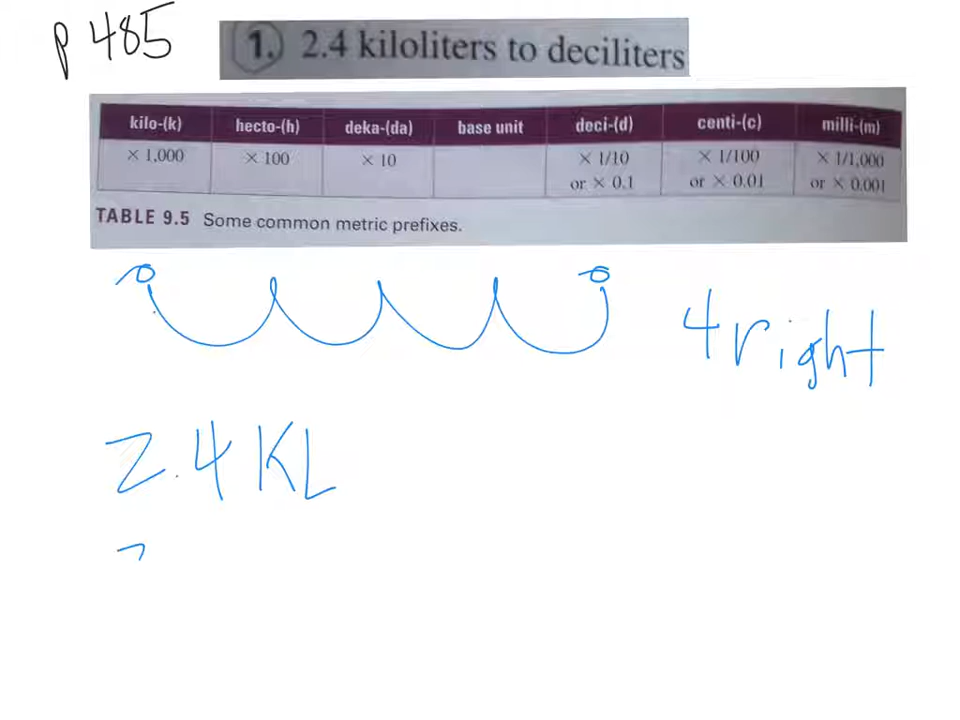 p 485
1. 2.4 kiloliters to deciliters
kilo-(k) hecto-(h) deka-(da) base unit deci-(d) centi-(c) milli-(m)
× 1,000 × 100 × 10 × 1/10 × 1/100 × 1/1,000
or × 0.1 or × 0.01 or × 0.001
TABLE 9.5 Some common metric prefixes.
4 right
2.4 KL